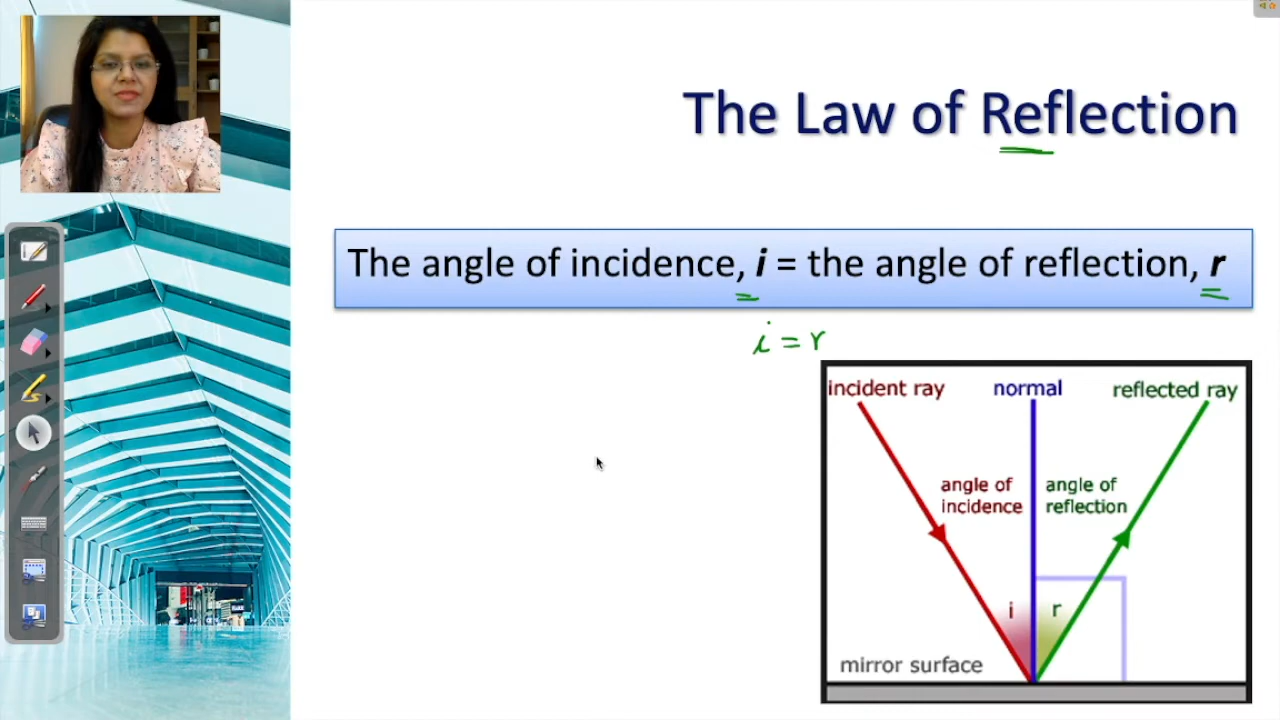 The Law of Reflection
The angle of incidence, i = the angle of reflection, r
i = r
incident ray
normal
reflected ray
angle of
incidence
angle of
reflection
i
r
mirror surface